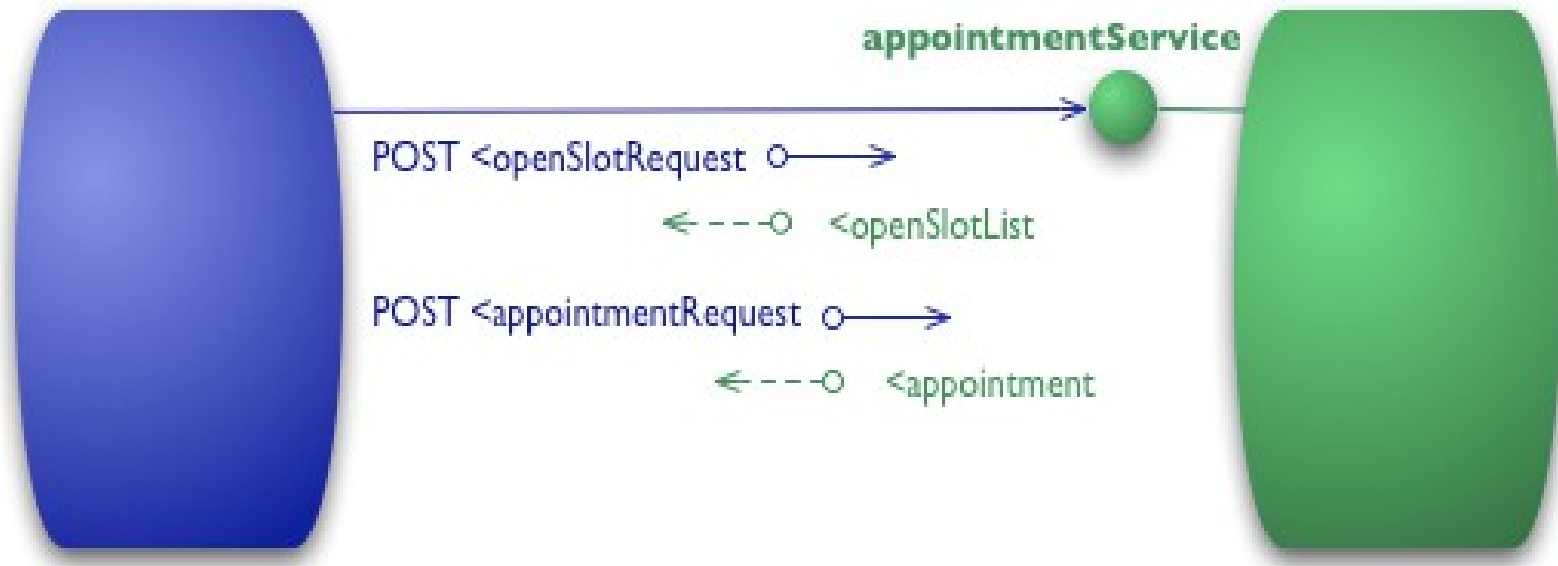 appointmentService
POST <openSlotRequest
<openSlotList
POST <appointmentRequest
<appointment